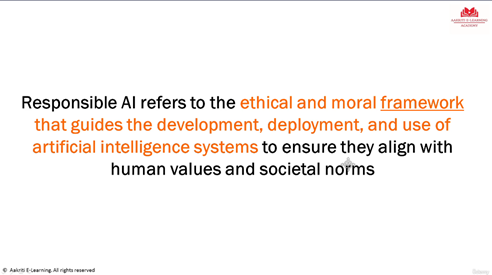 AAKRITI E-LEARNING
ACADEMY
Responsible AI refers to the ethical and moral framework
that guides the development, deployment, and use of
artificial intelligence systems to ensure they align with
human values and societal norms
© Aakriti E-Learning. All rights reserved